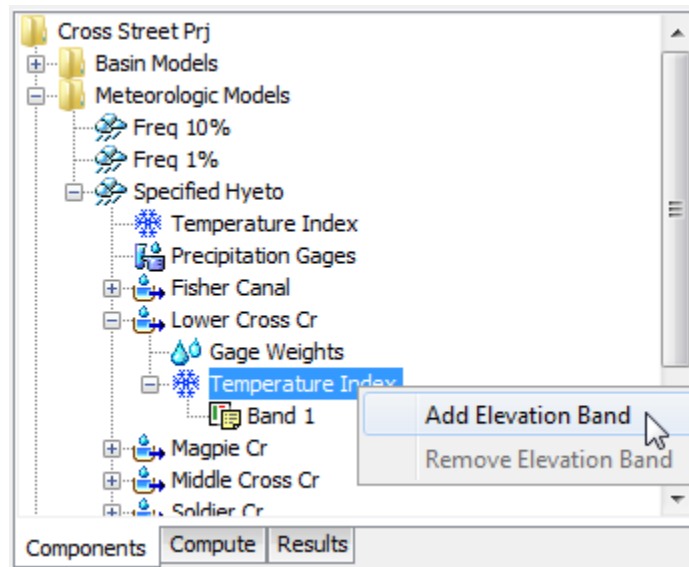 Cross Street Prj
Basin Models
Meteorologic Models
Freq 10%
Freq 1%
Specified Hyeto
Temperature Index
Precipitation Gages
Fisher Canal
Lower Cross Cr
Gage Weights
Temperature Index
Band 1
Add Elevation Band
Remove Elevation Band
Magpie Cr
Middle Cross Cr
Soldier Cr
Components Compute Results